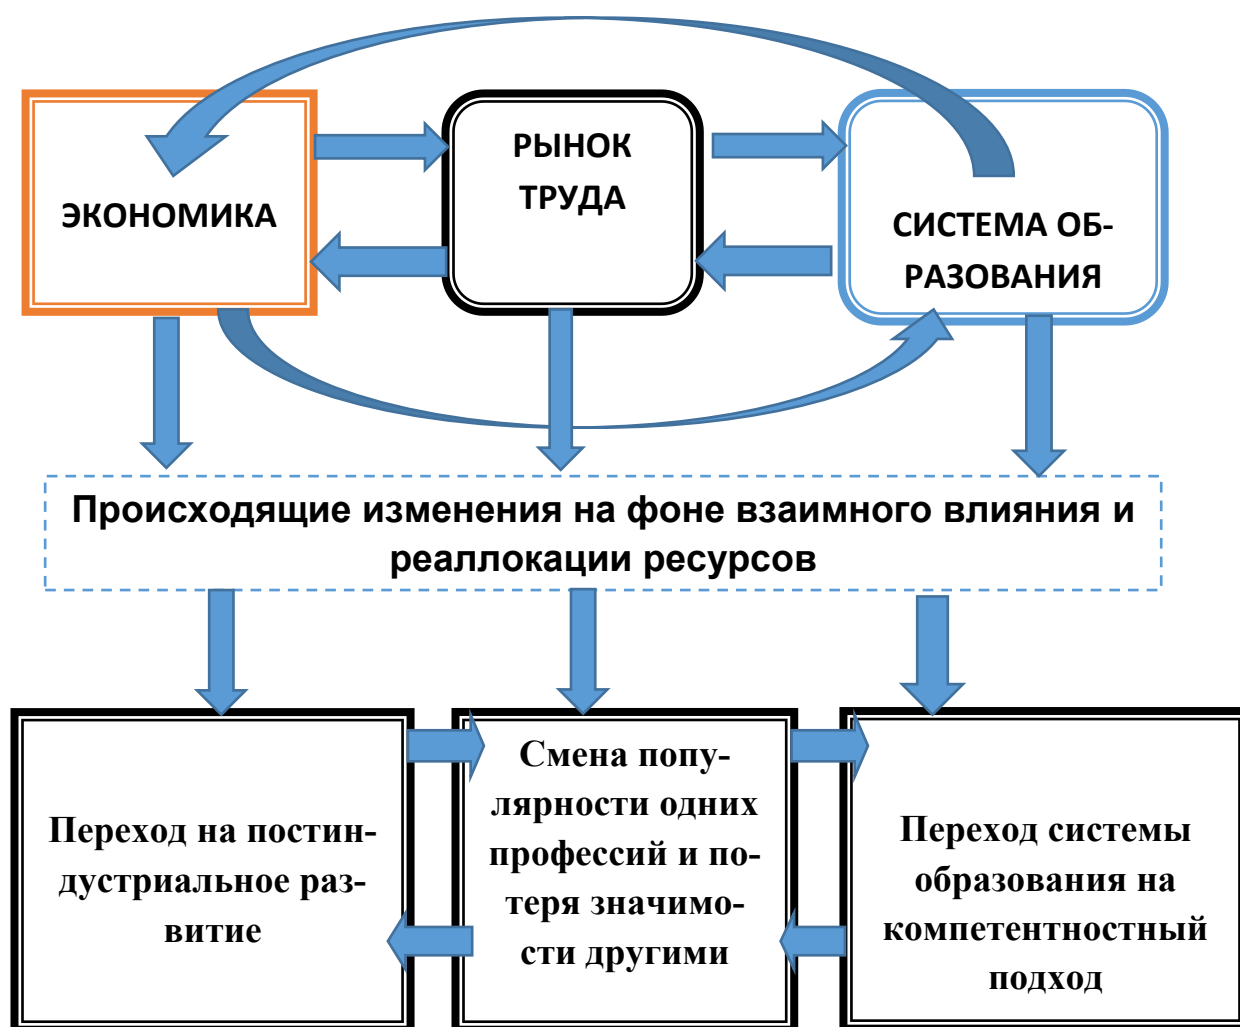 ЭКОНОМИКА
РЫНОК
ТРУДА
СИСТЕМА ОБ-
РАЗОВАНИЯ
Происходящие изменения на фоне взаимного влияния и
реаллокации ресурсов
Переход на постин-
дустриальное раз-
витие
Смена попу-
лярности одних
профессий и по-
теря значимо-
сти другими
Переход системы
образования на
компетентностный
подход